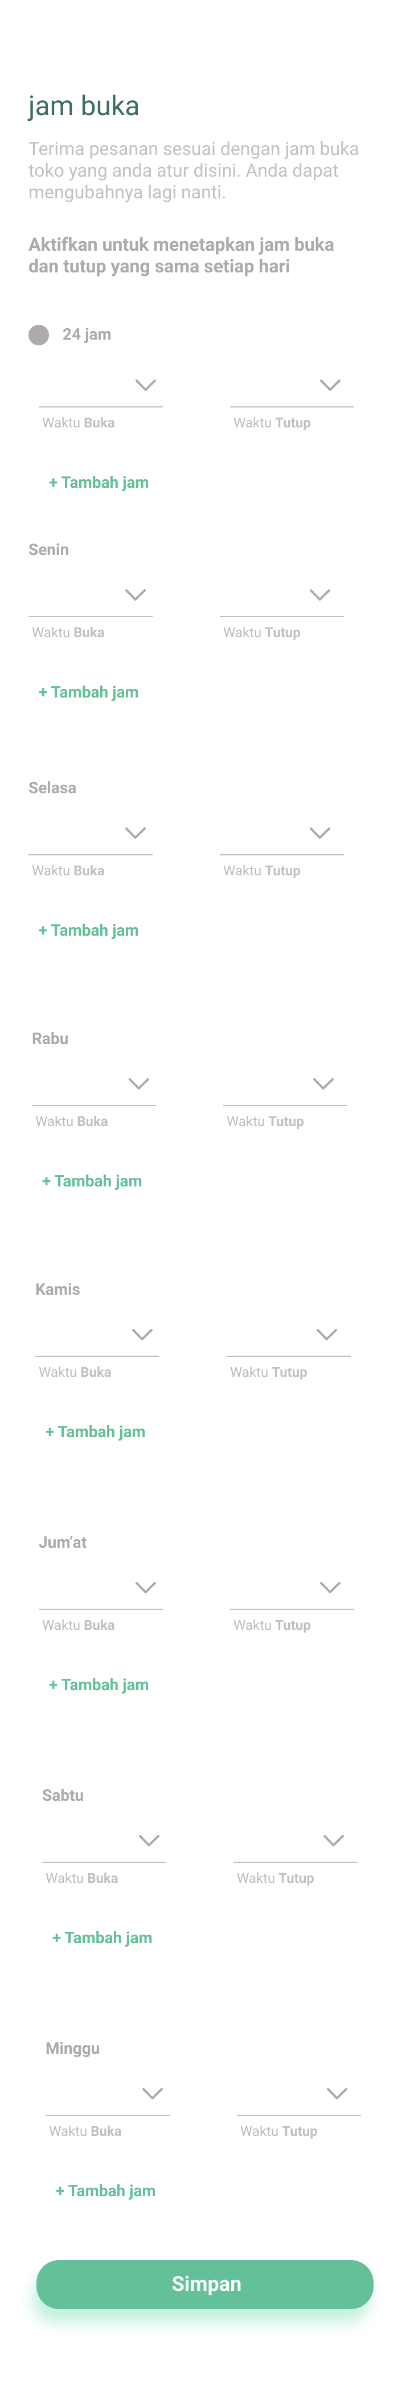 jam buka
Terima pesanan sesuai dengan jam buka
toko yang anda atur disini. Anda dapat
mengubahnya lagi nanti.
Aktifkan untuk menetapkan jam buka
dan tutup yang sama setiap hari
24 jam
Waktu Buka Waktu Tutup
+ Tambah jam
Senin
Waktu Buka Waktu Tutup
+ Tambah jam
Selasa
Waktu Buka Waktu Tutup
+ Tambah jam
Rabu
Waktu Buka Waktu Tutup
+ Tambah jam
Kamis
Waktu Buka Waktu Tutup
+ Tambah jam
Jum'at
Waktu Buka Waktu Tutup
+ Tambah jam
Sabtu
Waktu Buka Waktu Tutup
+ Tambah jam
Minggu
Waktu Buka Waktu Tutup
+ Tambah jam
Simpan